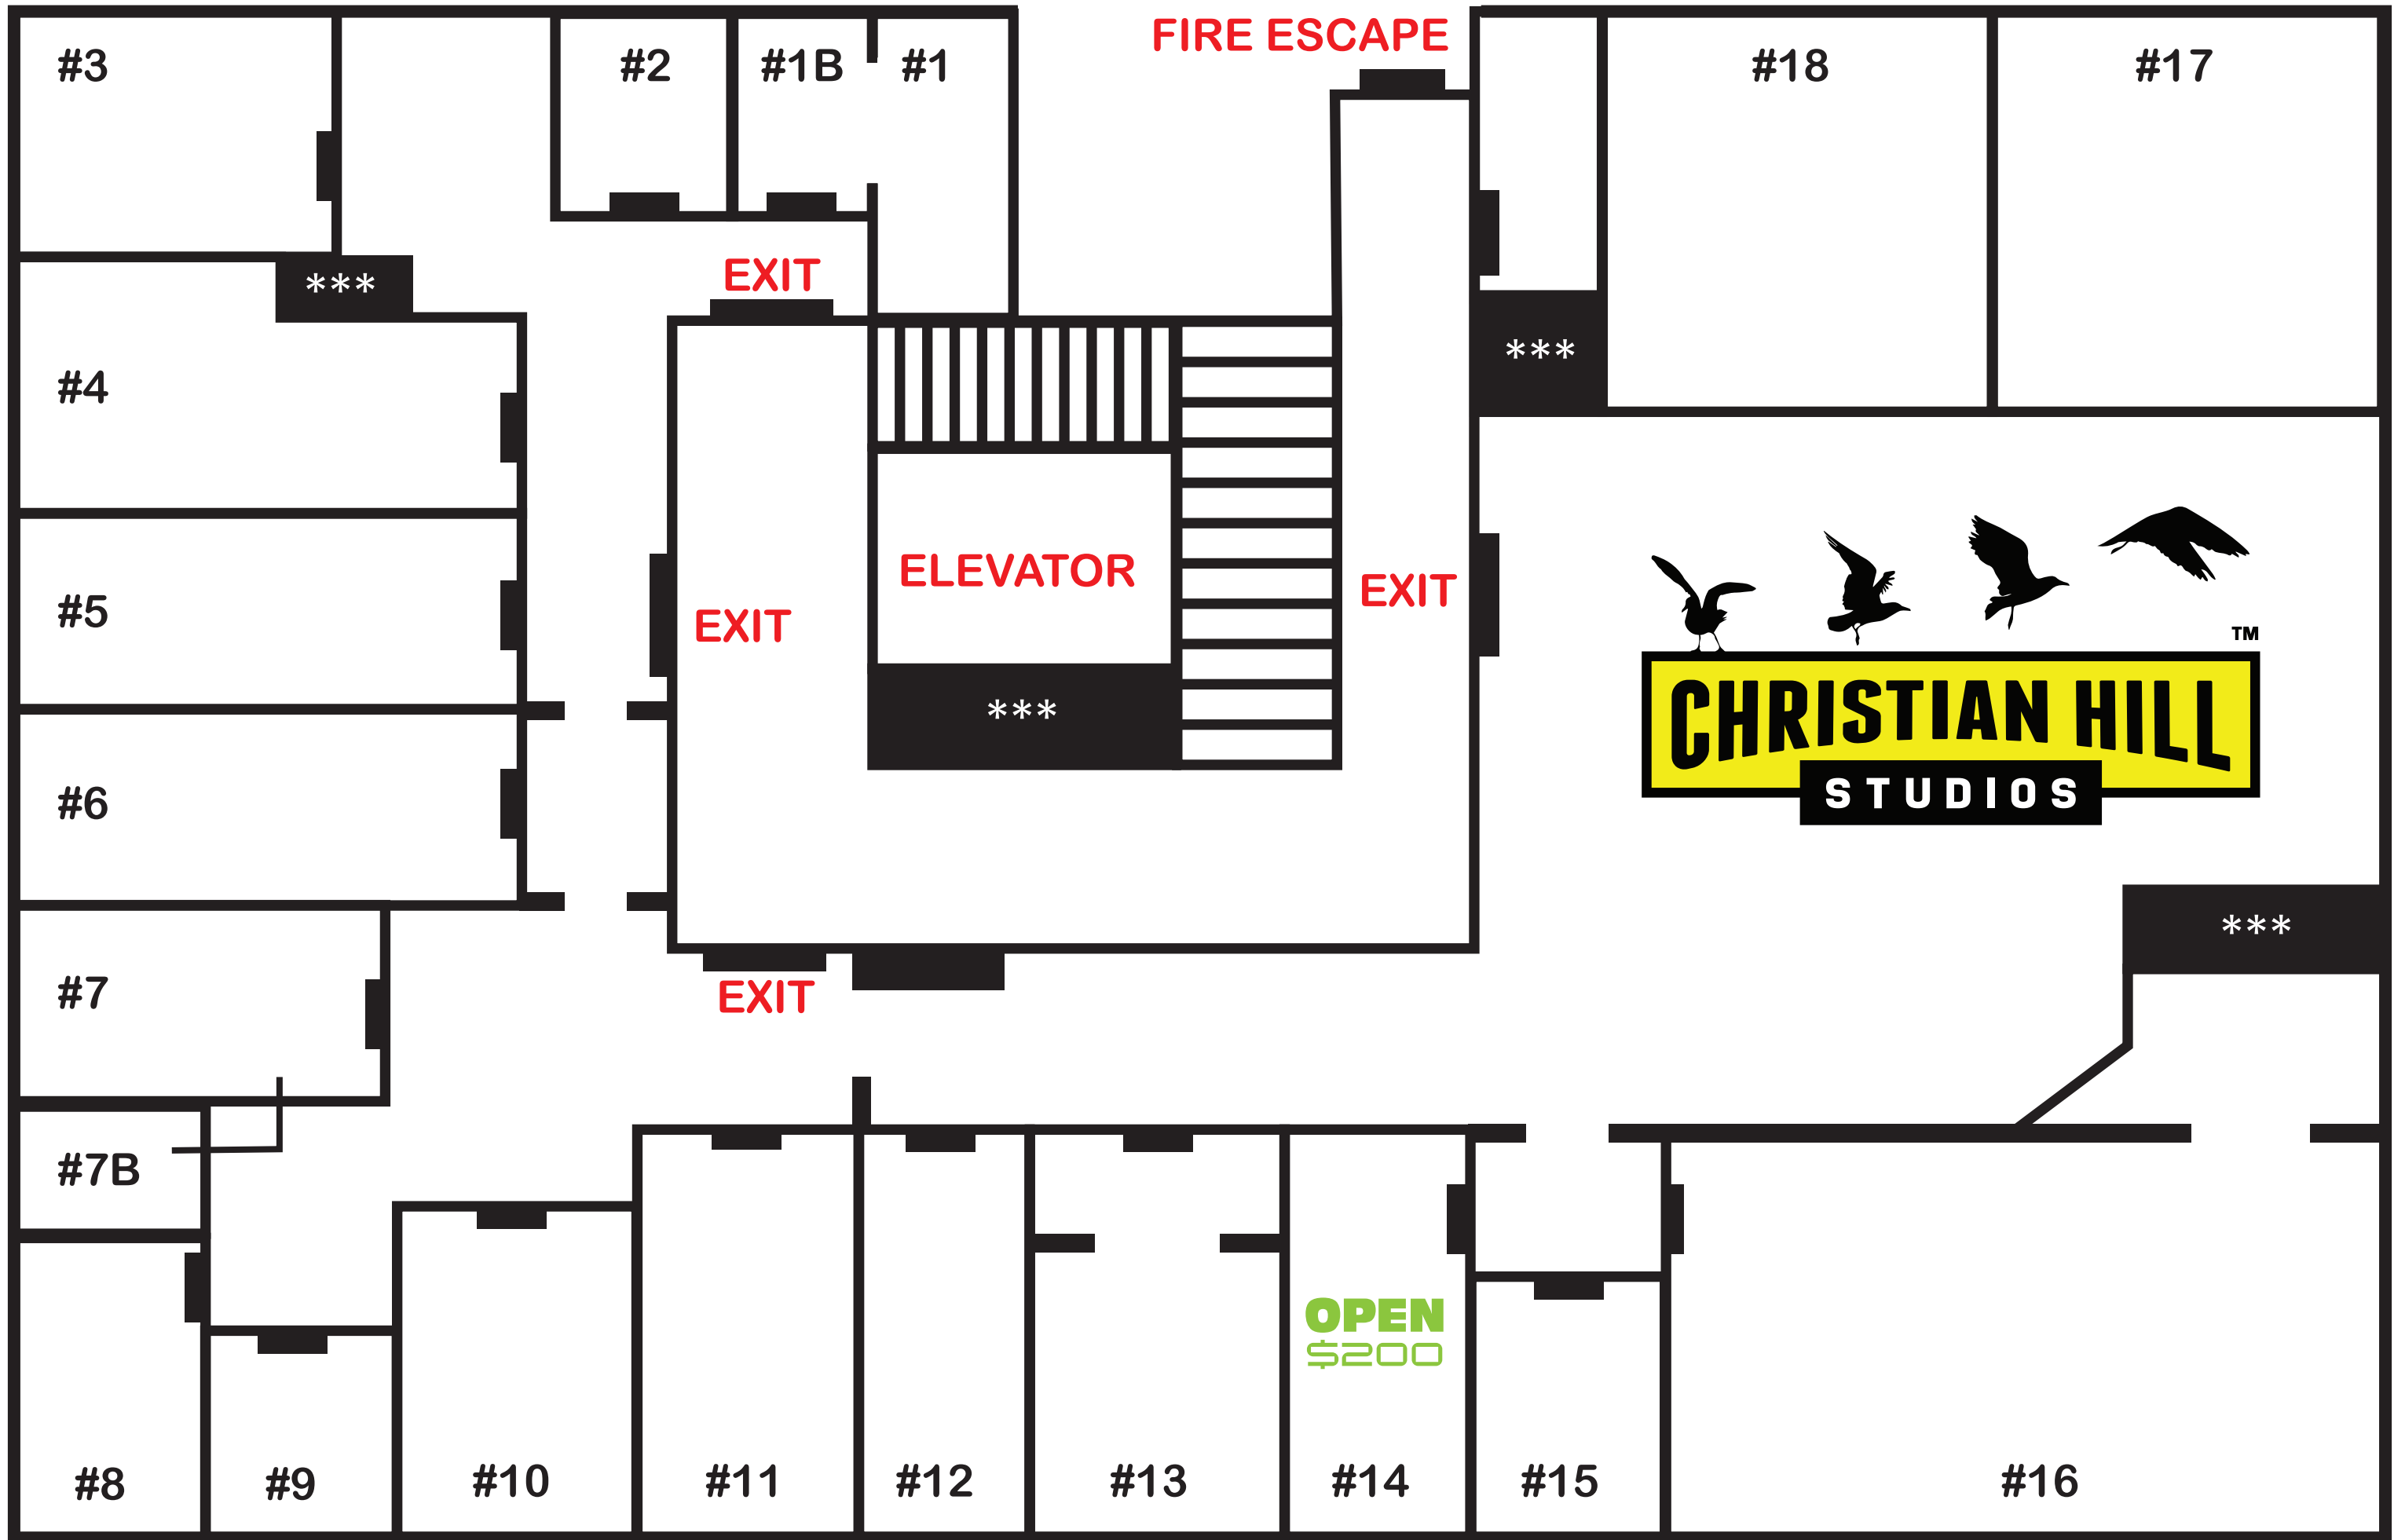 FIRE ESCAPE
#3
#2
#1B
#1
#18
#17
EXIT
***
***
#4
ELEVATOR
EXIT
#5
EXIT
TM
CHRISTIAN HILL
STUDIOS
***
#6
***
#7
EXIT
#7B
OPEN
$200
#8
#9
#10
#11
#12
#13
#14
#15
#16